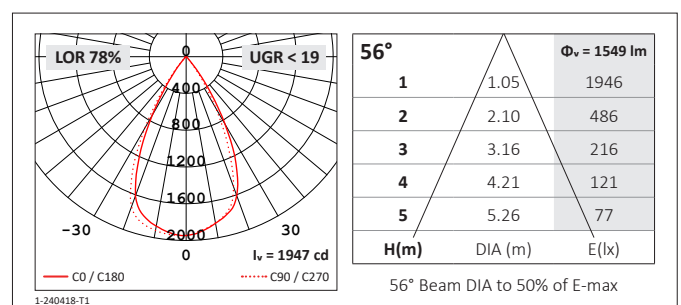 LOR 78%
0
UGR < 19
400
800
1200
1600
2000
-30
0
30
Iᵥ = 1947 cd
C0 / C180
C90 / C270
1-240418-T1
56° Φᵥ = 1549 lm
1 1.05 1946
2 2.10 486
3 3.16 216
4 4.21 121
5 5.26 77
H(m) DIA (m) E(lx)
56° Beam DIA to 50% of E-max